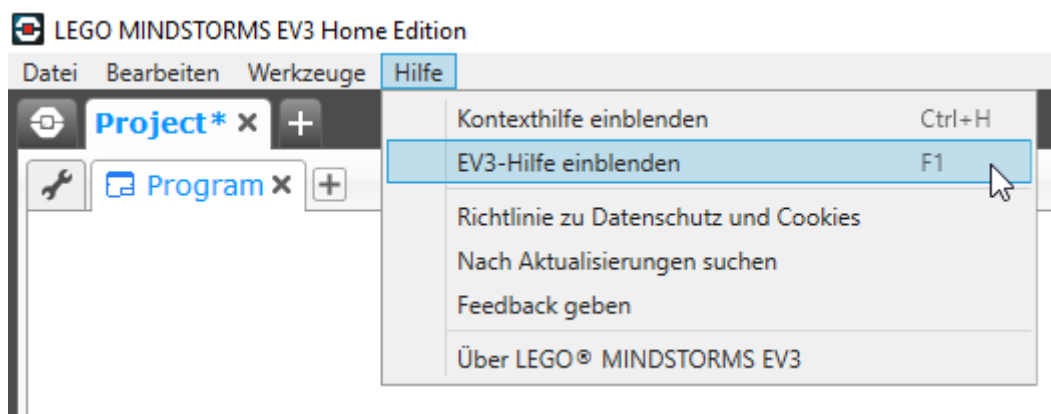 LEGO MINDSTORMS EV3 Home Edition
Datei Bearbeiten Werkzeuge Hilfe
Project*
Kontexthilfe einblenden Ctrl+H
EV3-Hilfe einblenden F1
Program
Richtlinie zu Datenschutz und Cookies
Nach Aktualisierungen suchen
Feedback geben
Über LEGO® MINDSTORMS EV3